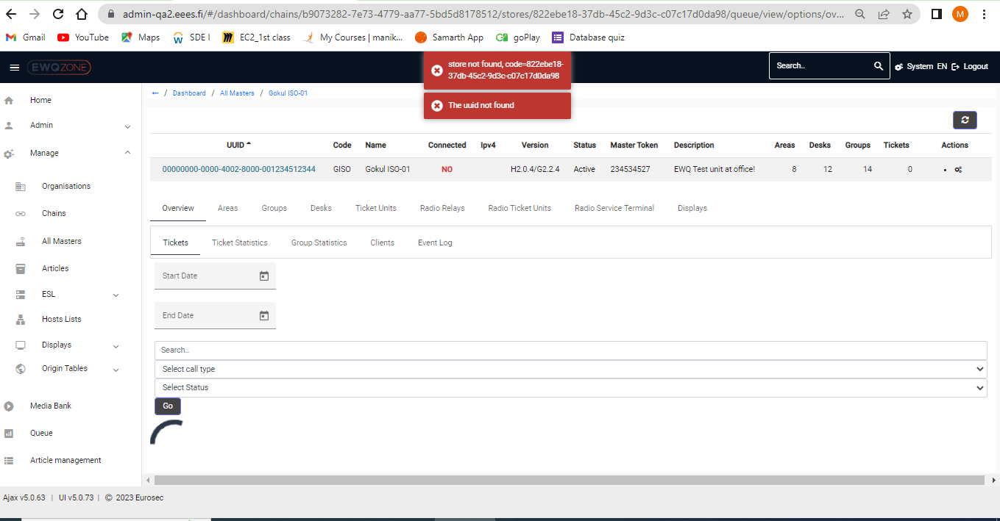 admin-qa2.eees.fi/#/dashboard/chains/b9073282-7e73-4779-aa77-5bd5d8178512/stores/822ebe18-37db-45c2-9d3c-c07c17d0da98/queue/view/options/ov...
M
Gmail YouTube Maps SDE I EC2_1st class My Courses | manik... Samarth App goPlay Database quiz
EWQZONE
store not found, code=822ebe18-
37db-45c2-9d3c-c07c17d0da98
The uuid not found
Search.. System EN Logout
← / Dashboard / All Masters / Gokul ISO-01
Home
Admin
Manage
Organisations
Chains
All Masters
Articles
ESL
Hosts Lists
Displays
Origin Tables
Media Bank
Queue
Article management
UUID Code Name Connected Ipv4 Version Status Master Token Description Areas Desks Groups Tickets Actions
00000000-0000-4002-8000-001234512344 GISO Gokul ISO-01 NO H2.0.4/G2.2.4 Active 234534527 EWQ Test unit at office! 8 12 14 0 •
Overview Areas Groups Desks Ticket Units Radio Relays Radio Ticket Units Radio Service Terminal Displays
Tickets Ticket Statistics Group Statistics Clients Event Log
Start Date
End Date
Search..
Select call type
Select Status
Go
Ajax v5.0.63 | UI v5.0.73 | © 2023 Eurosec